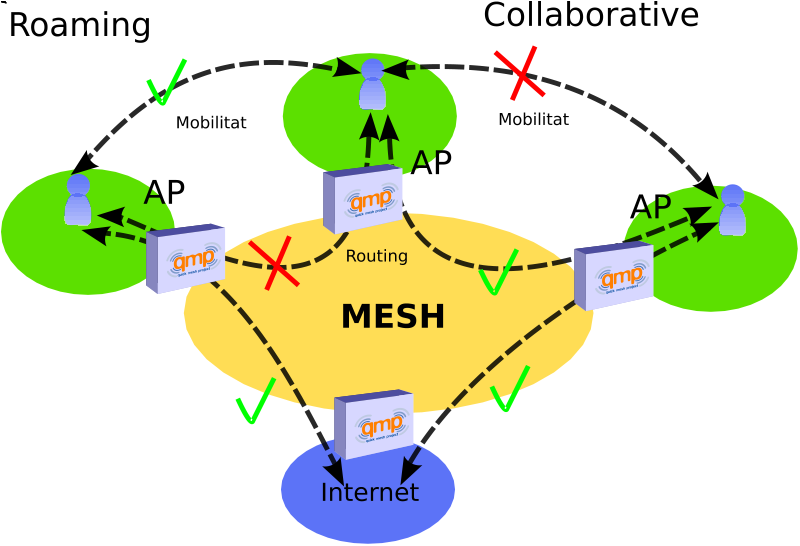 Roaming
Collaborative
Mobilitat
Mobilitat
AP
AP
AP
qmp
quick mesh project
qmp
quick mesh project
qmp
quick mesh project
Routing
MESH
qmp
quick mesh project
Internet